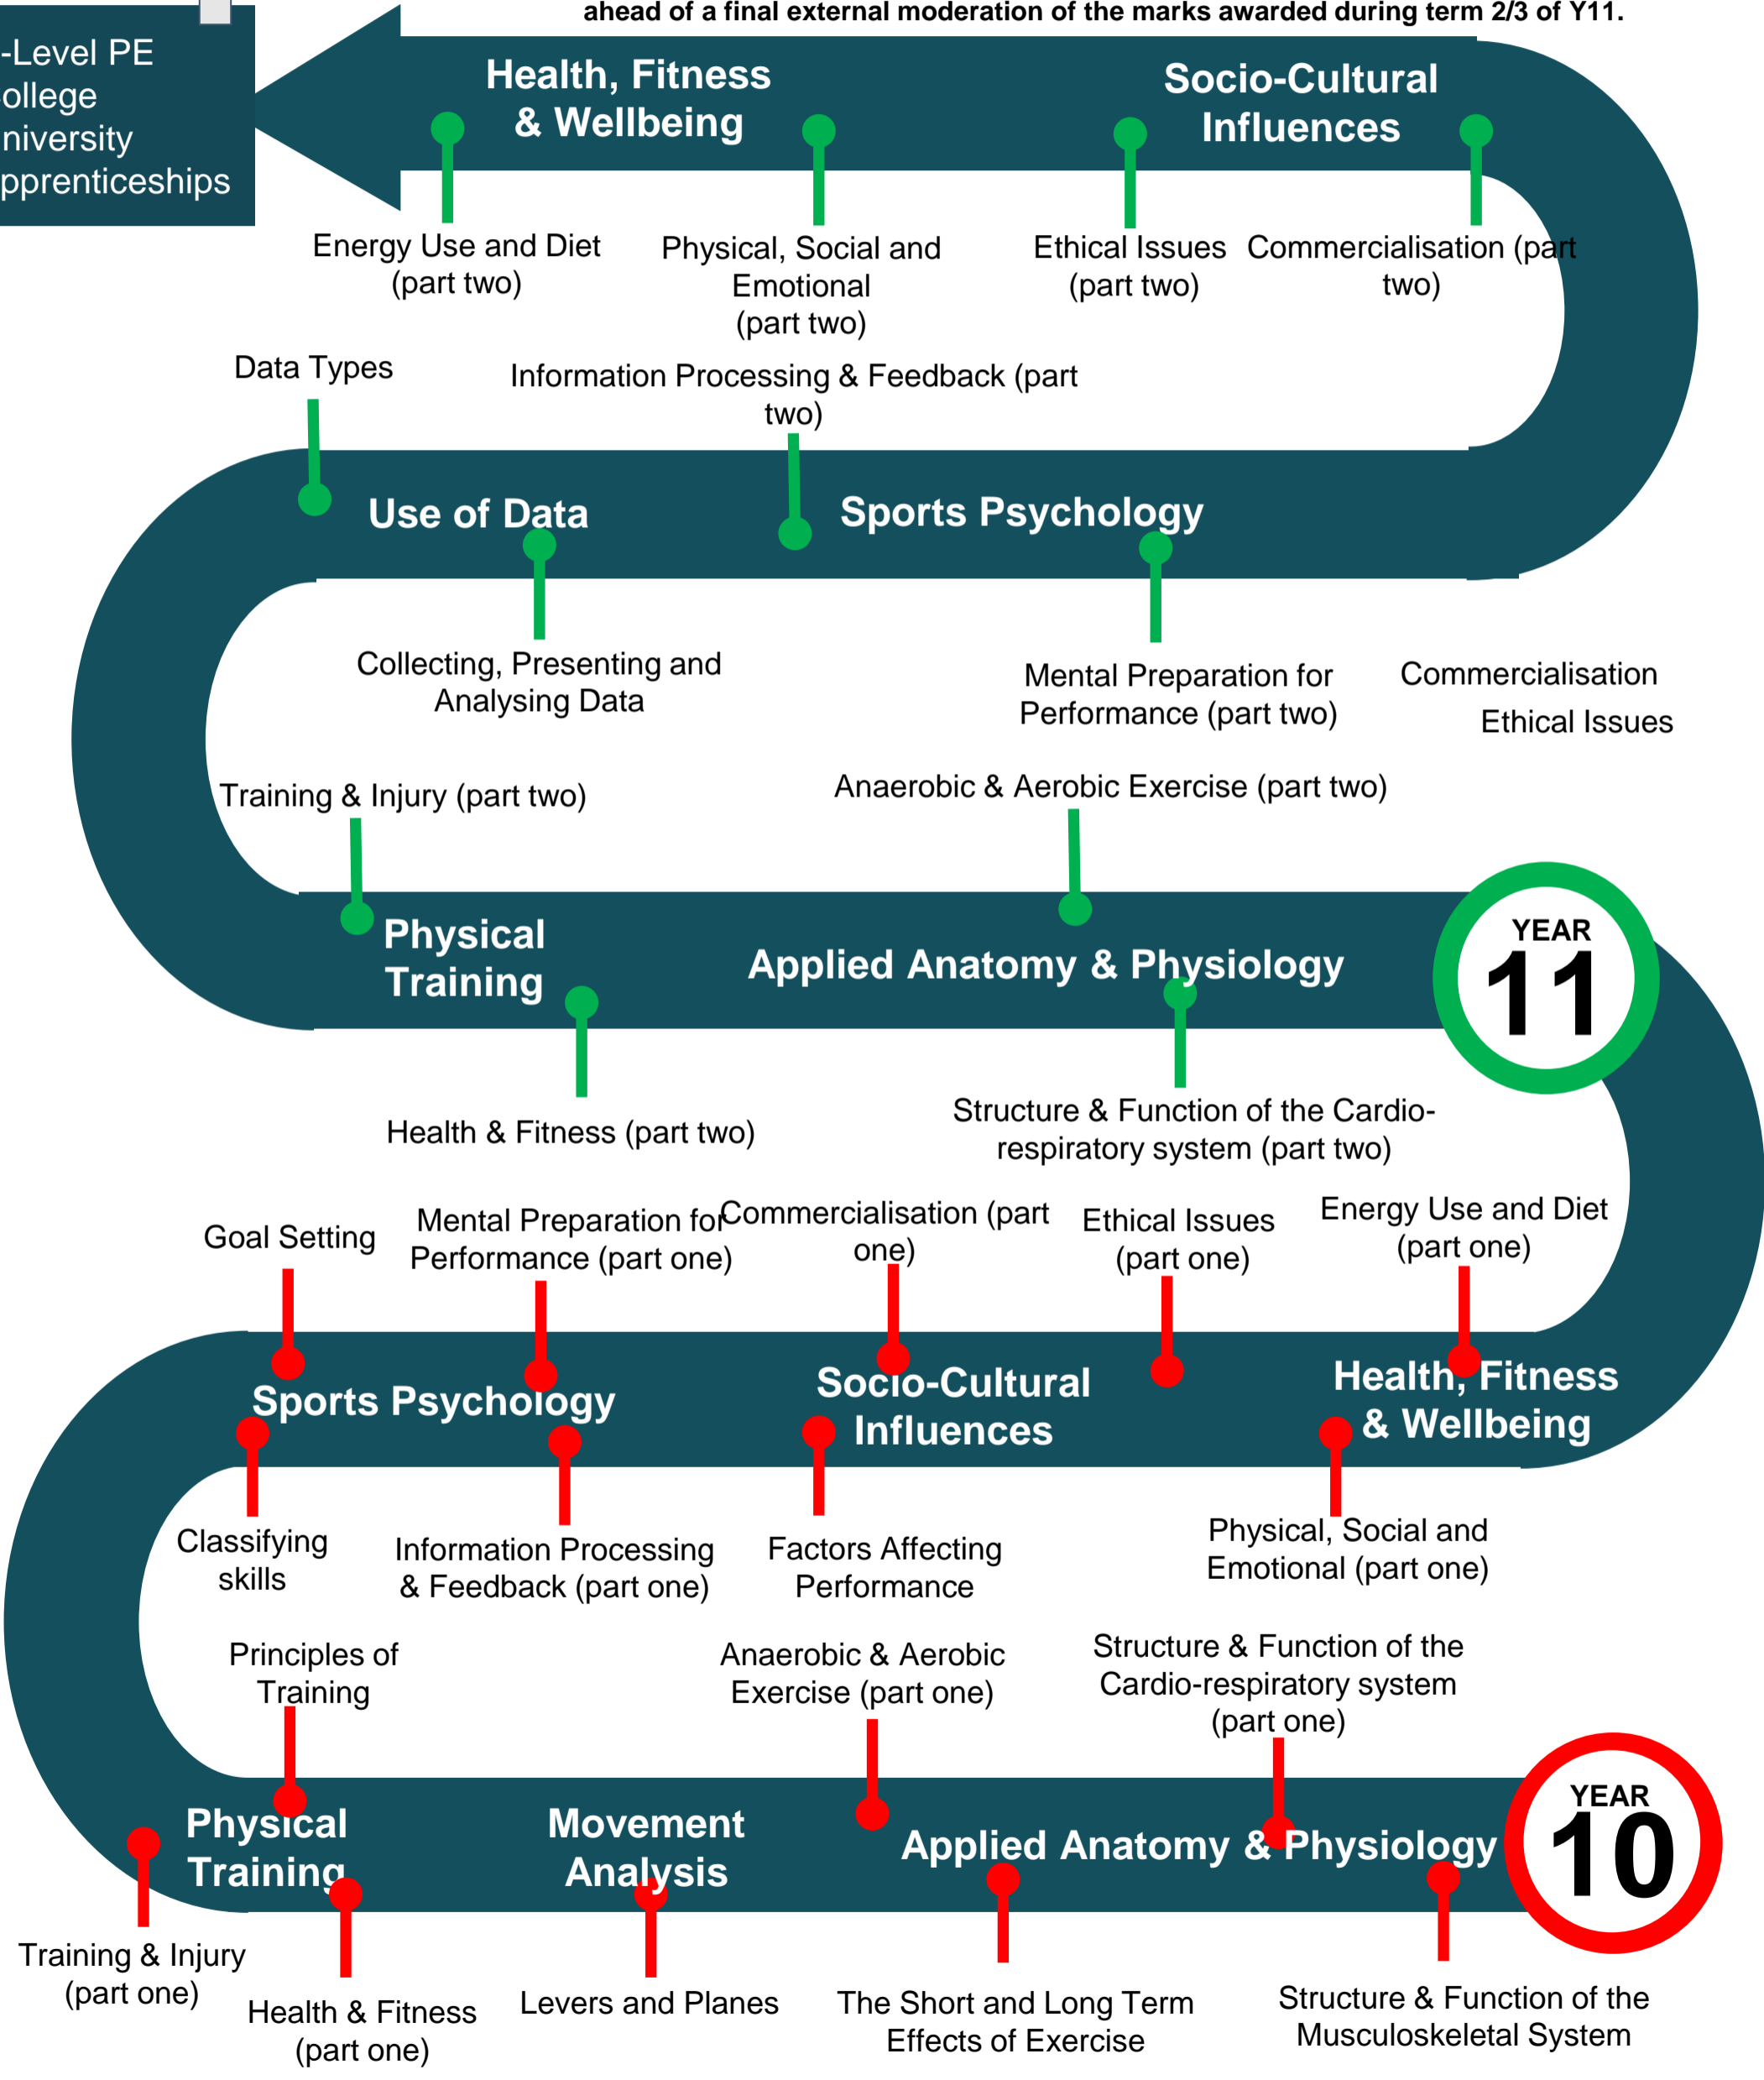 ahead of a final external moderation of the marks awarded during term 2/3 of Y11.
-Level PE
ollege
niversity
pprenticeships
Health, Fitness
& Wellbeing
Socio-Cultural
Influences
Energy Use and Diet
(part two)
Physical, Social and
Emotional
(part two)
Ethical Issues
(part two)
Commercialisation (part
two)
Data Types
Information Processing & Feedback (part
two)
Use of Data
Sports Psychology
Collecting, Presenting and
Analysing Data
Mental Preparation for
Performance (part two)
Commercialisation
Ethical Issues
Training & Injury (part two)
Anaerobic & Aerobic Exercise (part two)
Physical
Training
Applied Anatomy & Physiology
YEAR
11
Health & Fitness (part two)
Structure & Function of the Cardio-
respiratory system (part two)
Goal Setting
Mental Preparation for
Performance (part one)
Commercialisation (part
one)
Ethical Issues
(part one)
Energy Use and Diet
(part one)
Sports Psychology
Socio-Cultural
Influences
Health, Fitness
& Wellbeing
Classifying
skills
Information Processing
& Feedback (part one)
Factors Affecting
Performance
Physical, Social and
Emotional (part one)
Principles of
Training
Anaerobic & Aerobic
Exercise (part one)
Structure & Function of the
Cardio-respiratory system
(part one)
Physical
Training
Movement
Analysis
Applied Anatomy & Physiology
YEAR
10
Training & Injury
(part one)
Health & Fitness
(part one)
Levers and Planes
The Short and Long Term
Effects of Exercise
Structure & Function of the
Musculoskeletal System